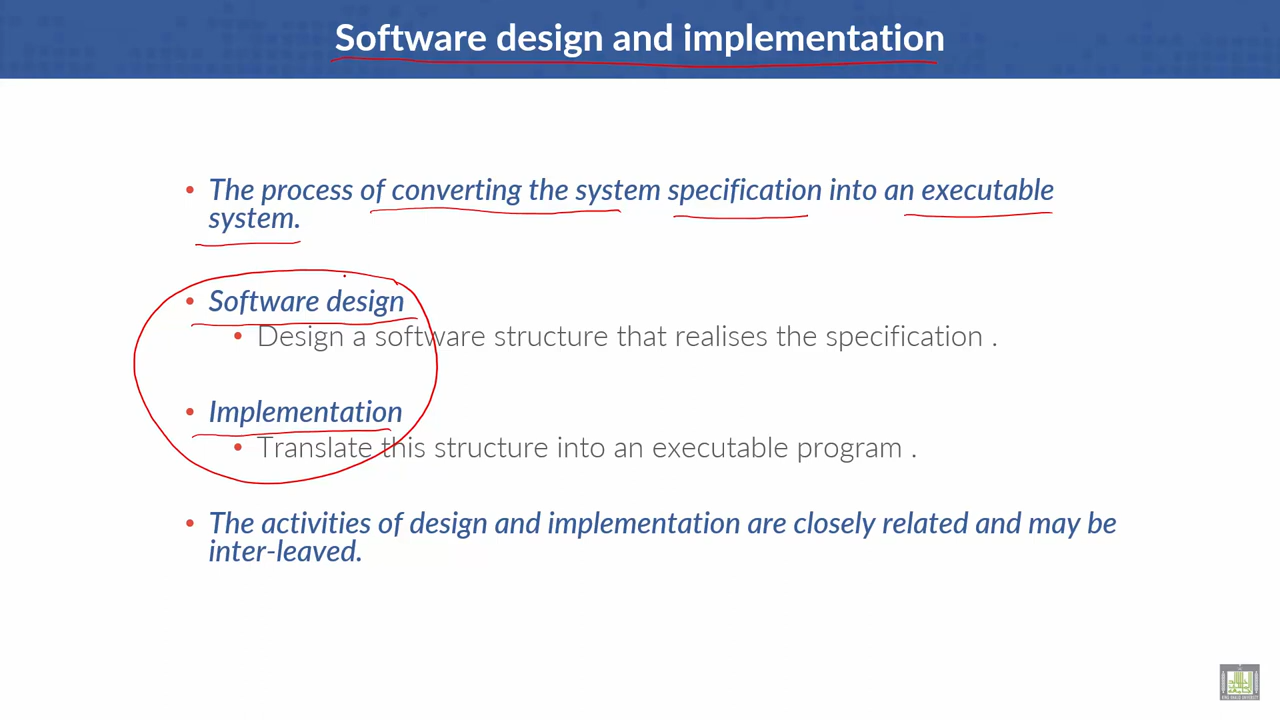 Software design and implementation
• The process of converting the system specification into an executable
system.
• Software design
• Design a software structure that realises the specification .
• Implementation
• Translate this structure into an executable program .
• The activities of design and implementation are closely related and may be
inter-leaved.